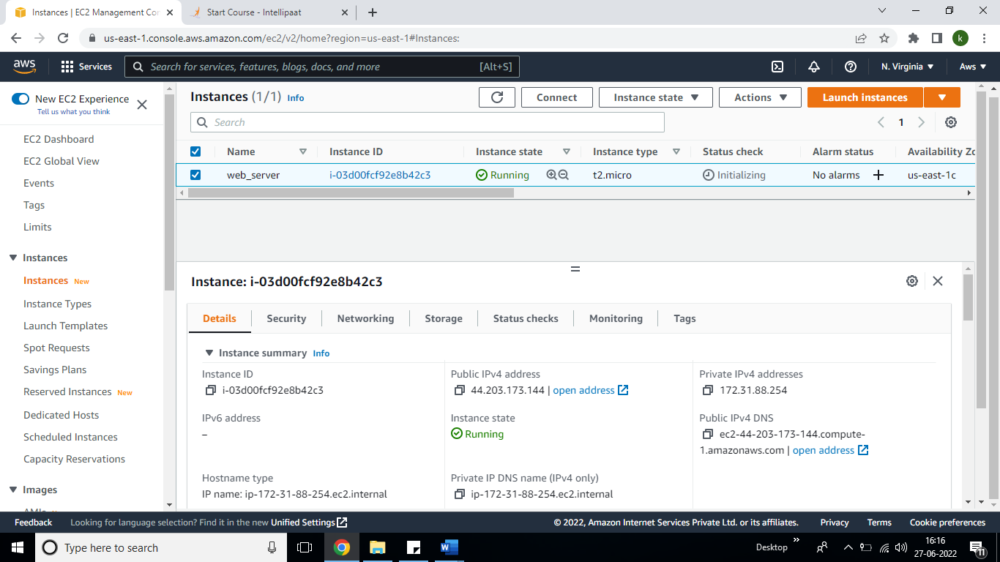 Instances | EC2 Management Cor
Start Course - Intellipaat
us-east-1.console.aws.amazon.com/ec2/v2/home?region=us-east-1#Instances:
k
aws
Services
Search for services, features, blogs, docs, and more
[Alt+S]
N. Virginia
Aws
New EC2 Experience
Tell us what you think
EC2 Dashboard
EC2 Global View
Events
Tags
Limits
Instances
Instances New
Instance Types
Launch Templates
Spot Requests
Savings Plans
Reserved Instances New
Dedicated Hosts
Scheduled Instances
Capacity Reservations
Images
Instances (1/1) Info
Connect
Instance state
Actions
Launch instances
Search
1
Name Instance ID Instance state Instance type Status check Alarm status Availability Zo
web_server i-03d00fcf92e8b42c3 Running t2.micro Initializing No alarms + us-east-1c
Instance: i-03d00fcf92e8b42c3
Details Security Networking Storage Status checks Monitoring Tags
Instance summary Info
Instance ID
i-03d00fcf92e8b42c3
Public IPv4 address
44.203.173.144 | open address
Private IPv4 addresses
172.31.88.254
IPv6 address
–
Instance state
Running
Public IPv4 DNS
ec2-44-203-173-144.compute-
1.amazonaws.com | open address
Hostname type
IP name: ip-172-31-88-254.ec2.internal
Private IP DNS name (IPv4 only)
ip-172-31-88-254.ec2.internal
Feedback
Looking for language selection? Find it in the new Unified Settings
© 2022, Amazon Internet Services Private Ltd. or its affiliates.
Privacy
Terms
Cookie preferences
Type here to search
Desktop
16:16
27-06-2022
11